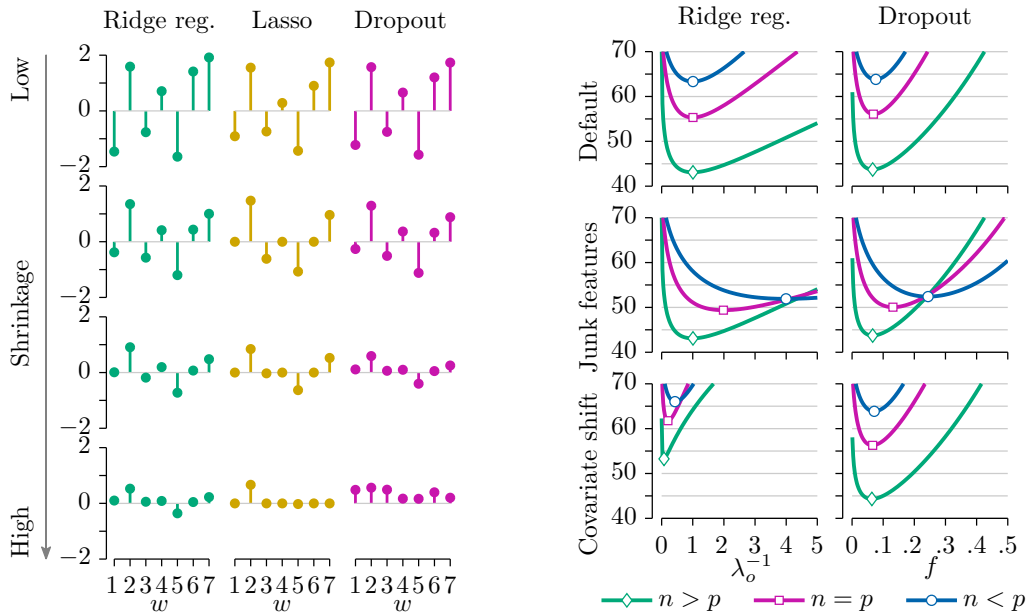 Ridge reg. Lasso Dropout
Low
2
0
−2
2
0
−2
Shrinkage
2
0
−2
2
0
High
−2
1 2 3 4 5 6 7 1 2 3 4 5 6 7 1 2 3 4 5 6 7
w w w
Ridge reg. Dropout
Default
70
60
50
40
Junk features
70
60
50
40
Covariate shift
70
60
50
40
0 1 2 3 4 5 0 .1 .2 .3 .4 .5
λₒ⁻¹ f
n > p n = p n < p